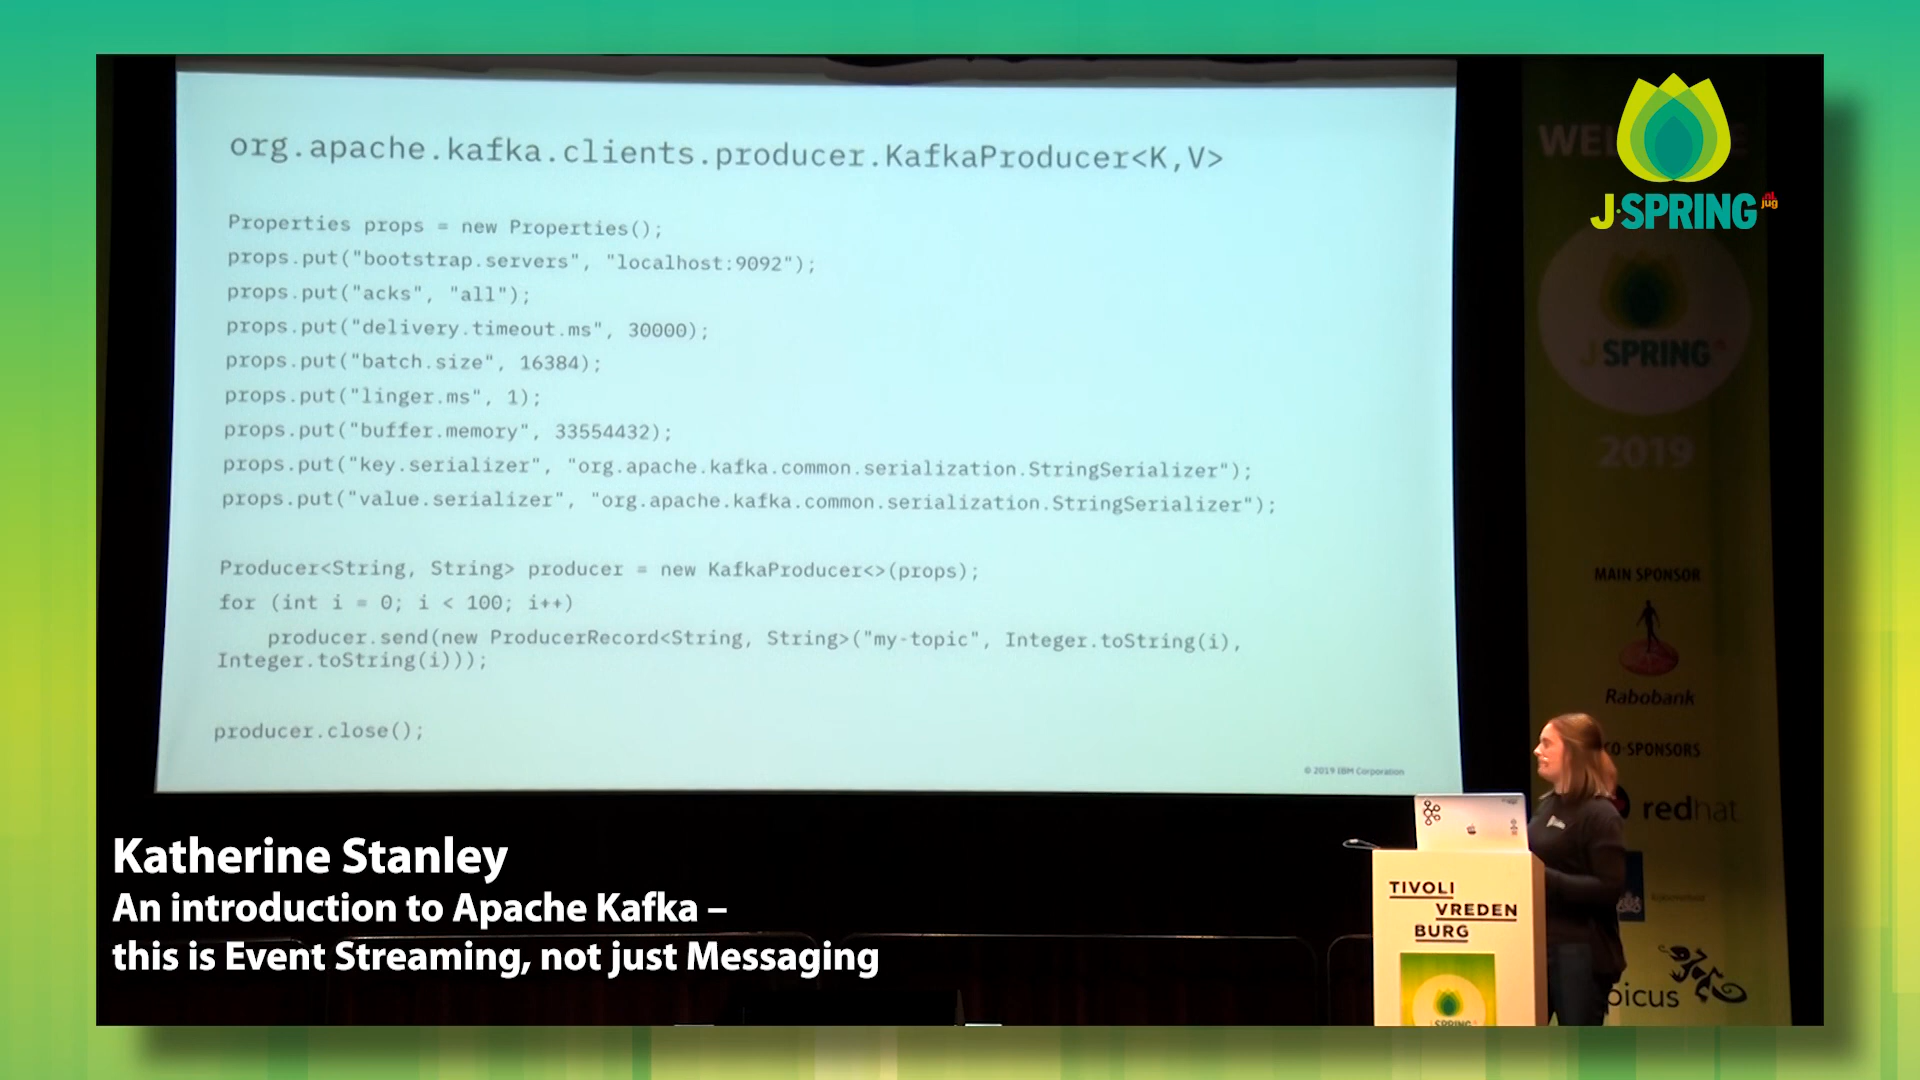 org.apache.kafka.clients.producer.KafkaProducer<K,V>
Properties props = new Properties();
props.put("bootstrap.servers", "localhost:9092");
props.put("acks", "all");
props.put("delivery.timeout.ms", 30000);
props.put("batch.size", 16384);
props.put("linger.ms", 1);
props.put("buffer.memory", 33554432);
props.put("key.serializer", "org.apache.kafka.common.serialization.StringSerializer");
props.put("value.serializer", "org.apache.kafka.common.serialization.StringSerializer");
Producer<String, String> producer = new KafkaProducer<>(props);
for (int i = 0; i < 100; i++)
producer.send(new ProducerRecord<String, String>("my-topic", Integer.toString(i),
Integer.toString(i)));
producer.close();
© 2019 IBM Corporation
J·SPRING
nl
jug
J·SPRING
2019
MAIN SPONSOR
Rabobank
CO-SPONSORS
redhat
picus
TIVOLI
VREDEN
BURG
J·SPRING
Katherine Stanley
An introduction to Apache Kafka –
this is Event Streaming, not just Messaging